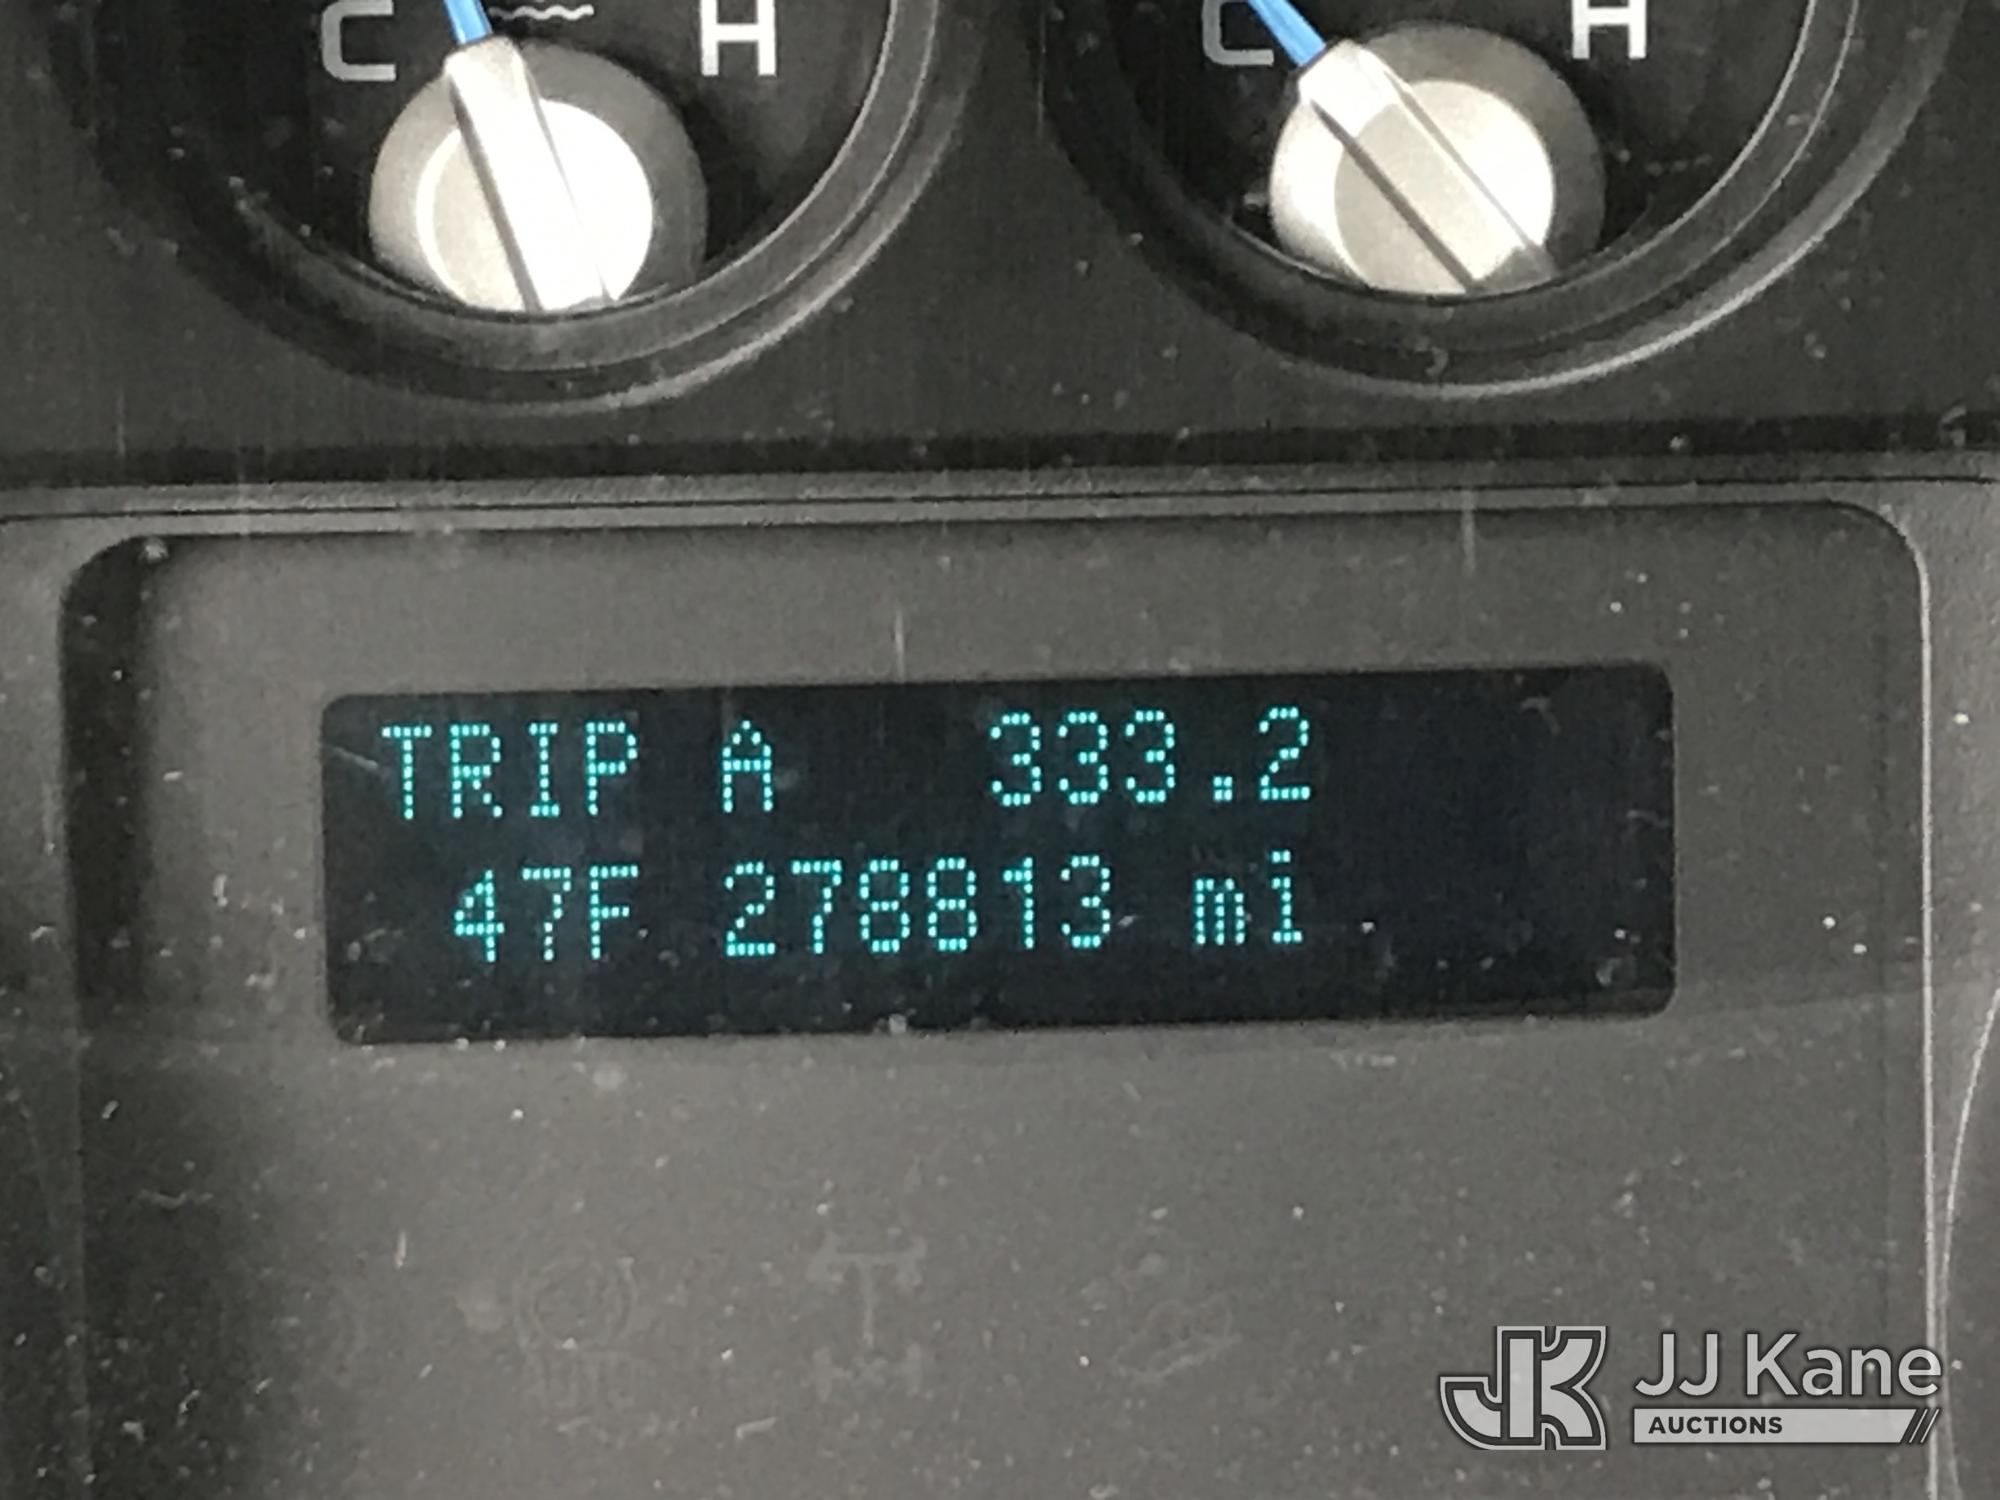 C H C H
TRIP A 333.2
47F 278813 mi
JK JJ Kane
AUCTIONS